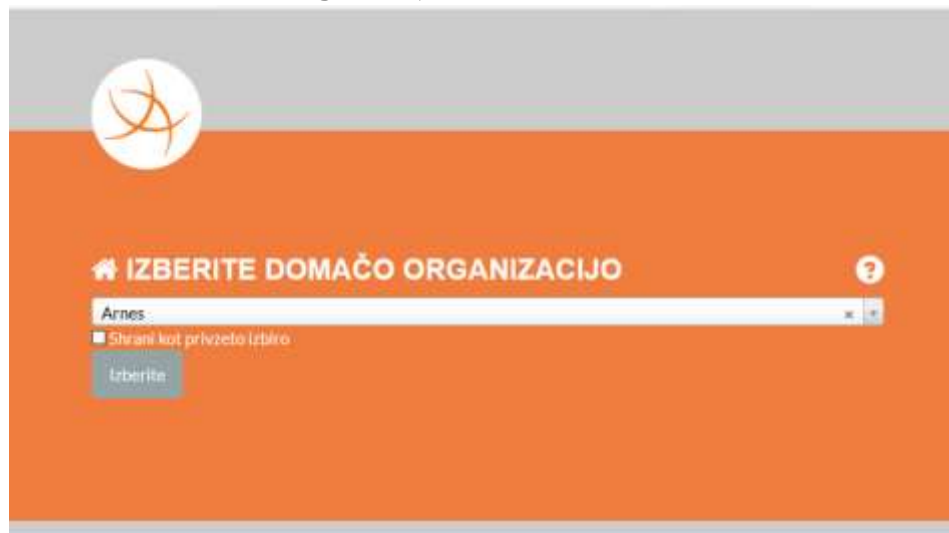 IZBERITE DOMAČO ORGANIZACIJO
Arnes
Shrani kot privzeto izbiro
Izberite